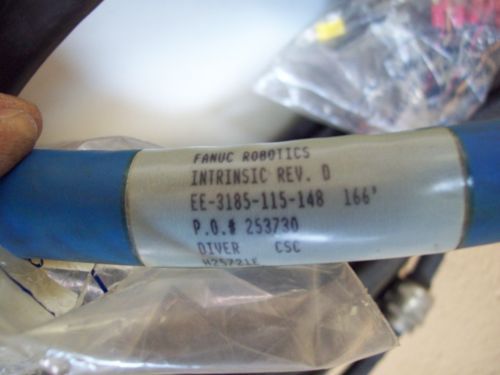 FANUC ROBOTICS
INTRINSIC REV. D
EE-3185-115-148 166'
P.O.# 253730
DIVER CSC